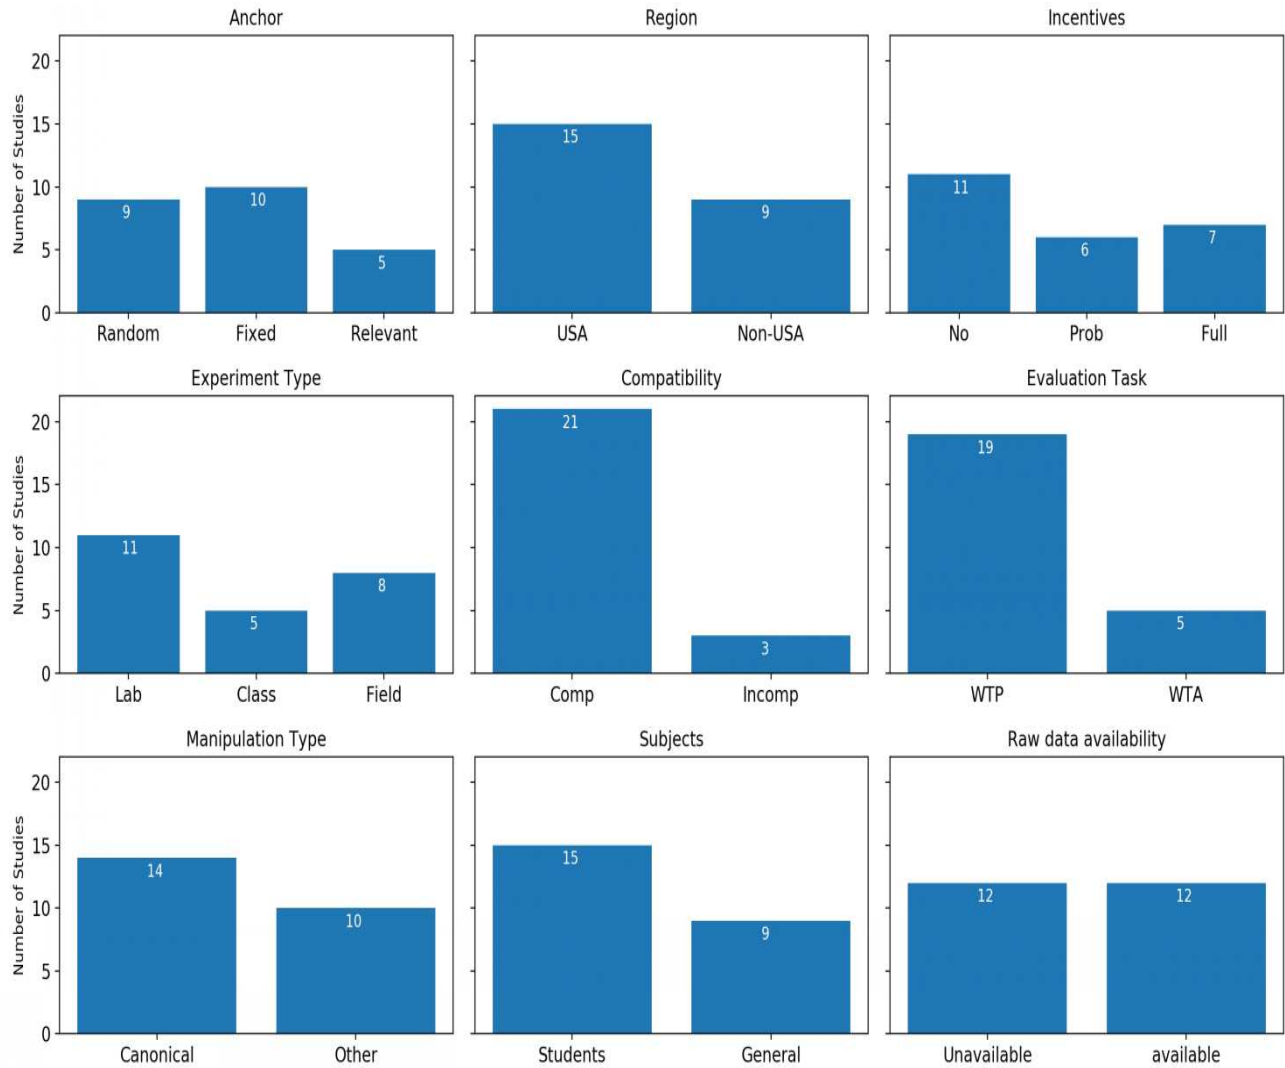 Anchor
Number of Studies
20
15
10
5
0
9
10
5
Random Fixed Relevant
Region
15
9
USA Non-USA
Incentives
11
6
7
No Prob Full
Experiment Type
Number of Studies
20
15
10
5
0
11
5
8
Lab Class Field
Compatibility
21
3
Comp Incomp
Evaluation Task
19
5
WTP WTA
Manipulation Type
Number of Studies
20
15
10
5
0
14
10
Canonical Other
Subjects
15
9
Students General
Raw data availability
12
12
Unavailable available